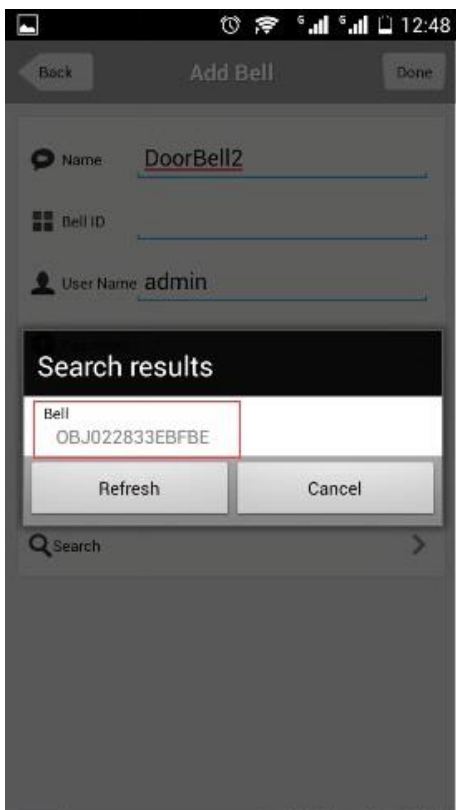 12:48
Back Add Bell Done
Name DoorBell2
Bell ID
User Name admin
Search results
Bell
OBJ022833EBFBE
Refresh Cancel
Search